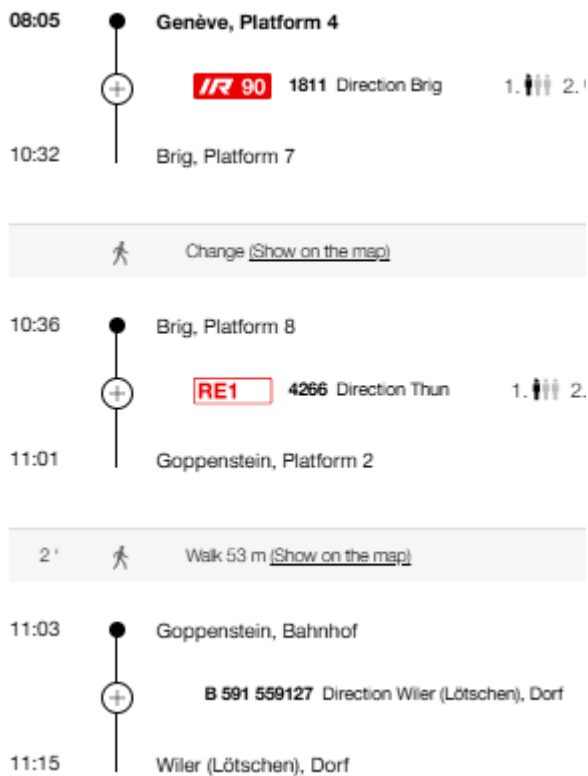 08:05 Genève, Platform 4
IR 90 1811 Direction Brig 1. 2.
10:32 Brig, Platform 7
Change (Show on the map)
10:36 Brig, Platform 8
RE1 4266 Direction Thun 1. 2.
11:01 Goppenstein, Platform 2
2 ' Walk 53 m (Show on the map)
11:03 Goppenstein, Bahnhof
B 591 559127 Direction Wiler (Lötschen), Dorf
11:15 Wiler (Lötschen), Dorf